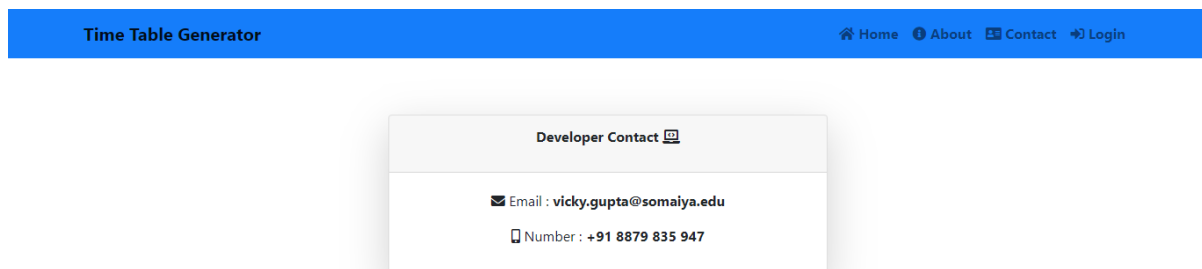 Time Table Generator Home About Contact Login
Developer Contact
Email : vicky.gupta@somaiya.edu
Number : +91 8879 835 947